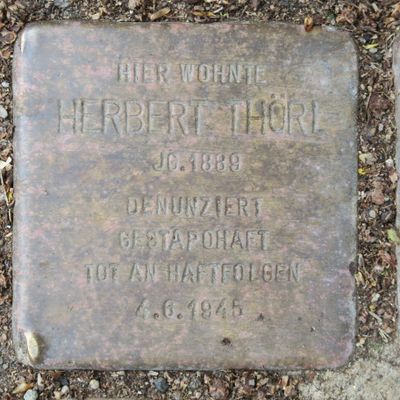 HIER WOHNTE
HERBERT THÖRL
JG. 1889
DENUNZIERT
GESTAPOHAFT
TOT AN HAFTFOLGEN
4.6.1945